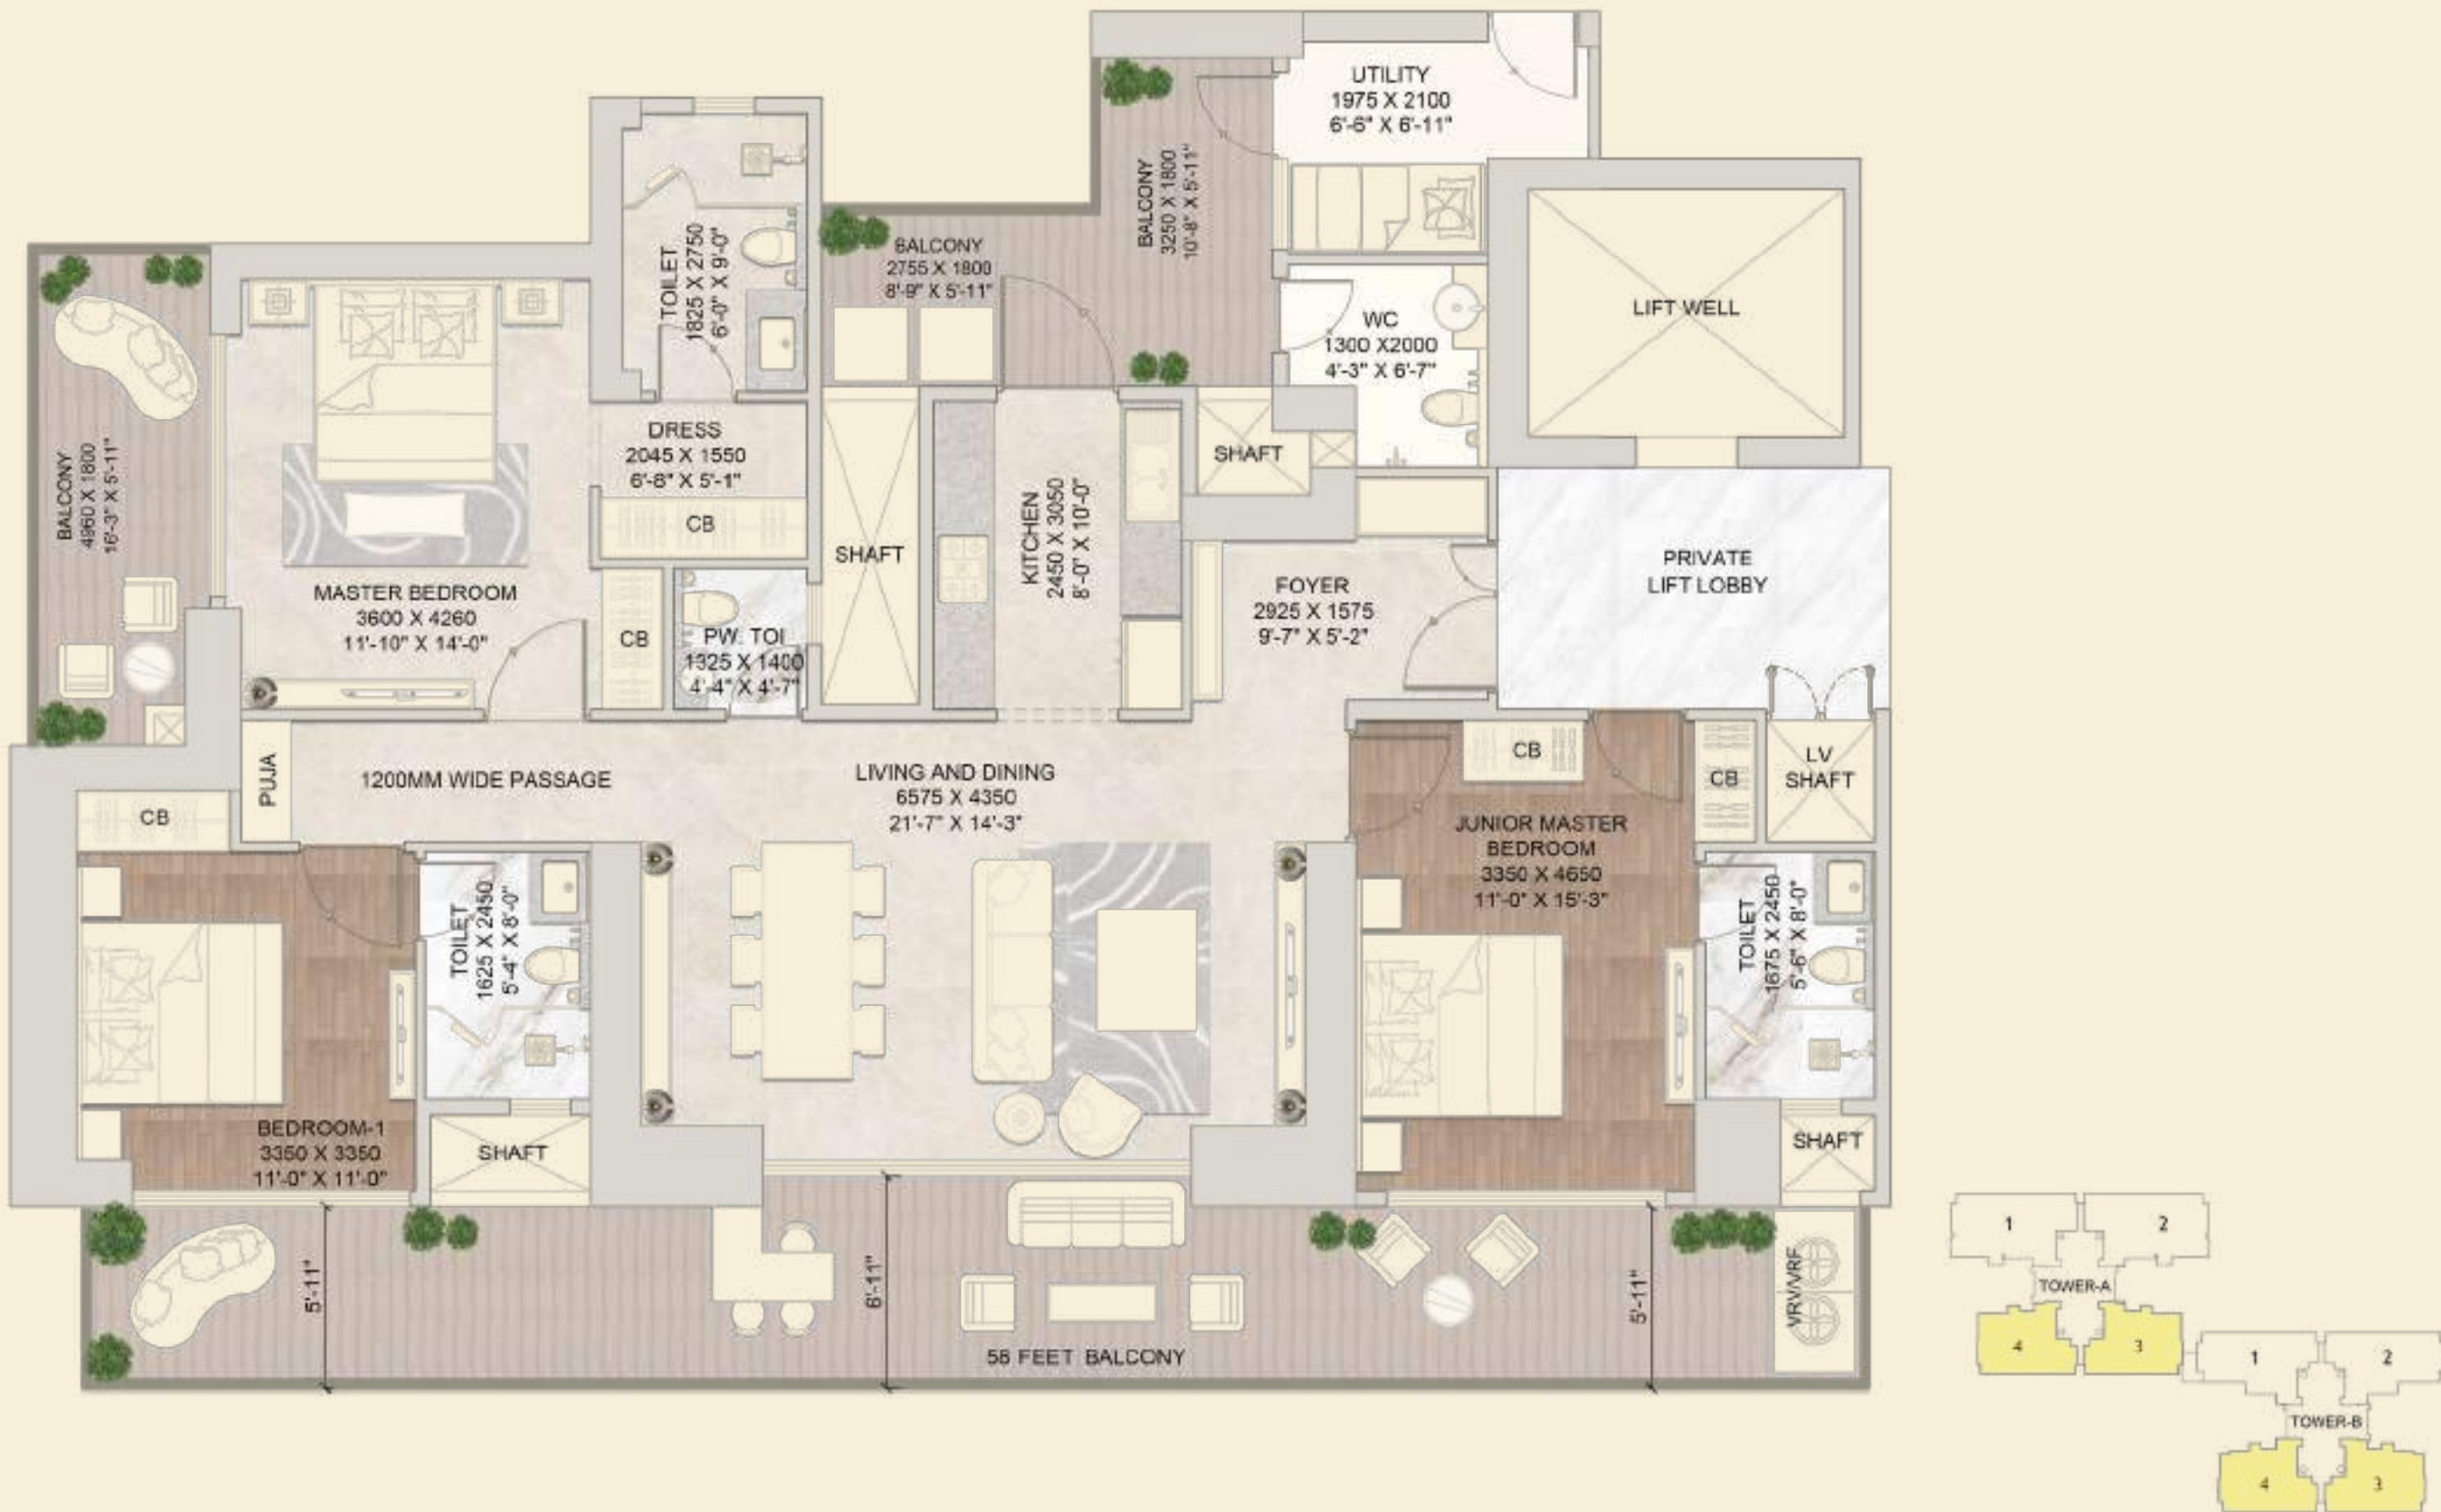 UTILITY
1975 X 2100
6'-6" X 6'-11"
BALCONY
3250 X 1800
10'-8" X 5'-11"
TOILET
1825 X 2750
6'-0" X 9'-0"
BALCONY
2755 X 1800
8'-9" X 5'-11"
WC
1300 X2000
4'-3" X 6'-7"
LIFT WELL
BALCONY
4960 X 1800
16'-3" X 5'-11"
DRESS
2045 X 1550
6'-8" X 5'-1"
CB
SHAFT
SHAFT
KITCHEN
2450 X 3050
8'-0" X 10'-0"
MASTER BEDROOM
3600 X 4260
11'-10" X 14'-0"
CB
PW. TOI
1325 X 1400
4'-4" X 4'-7"
FOYER
2925 X 1575
9'-7" X 5'-2"
PRIVATE
LIFT LOBBY
PUJA
1200MM WIDE PASSAGE
LIVING AND DINING
6575 X 4350
21'-7" X 14'-3"
CB
CB
LV
SHAFT
CB
JUNIOR MASTER
BEDROOM
3350 X 4650
11'-0" X 15'-3"
TOILET
1625 X 2450
5'-4" X 8'-0"
TOILET
1675 X 2450
5'-6" X 8'-0"
BEDROOM-1
3350 X 3350
11'-0" X 11'-0"
SHAFT
SHAFT
5'-11"
6'-11"
5'-11"
VRV/VRF
58 FEET BALCONY
1
2
TOWER-A
4
3
1
2
TOWER-B
4
3